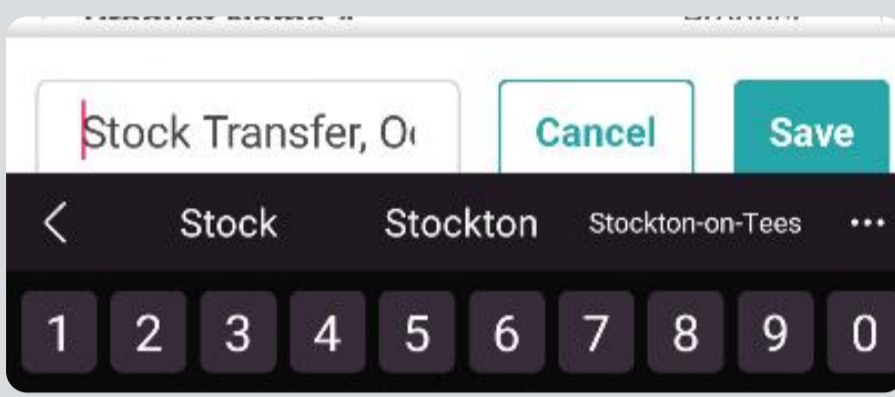 Stock Transfer, O
Cancel
Save
Stock Stockton Stockton-on-Tees
1 2 3 4 5 6 7 8 9 0